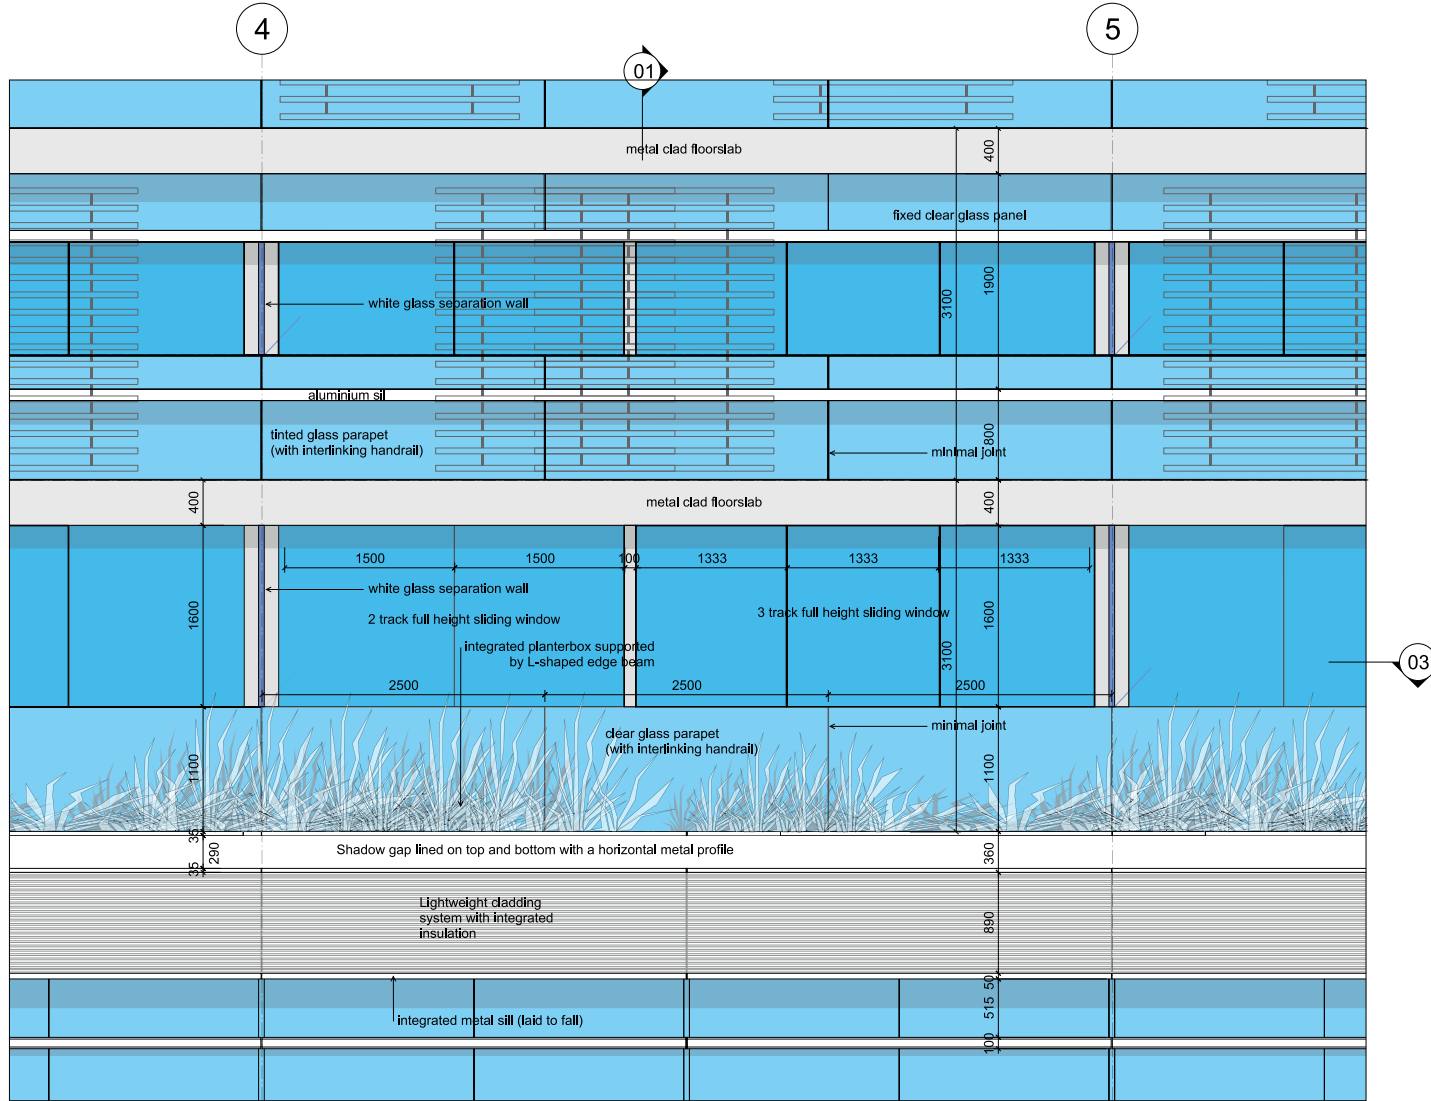 4
5
01
metal clad floorslab
400
fixed clear glass panel
white glass separation wall
3100
1900
aluminium sil
tinted glass parapet
(with interlinking handrail)
800
minimal joint
400
metal clad floorslab
400
1500
1500
100
1333
1333
1333
white glass separation wall
2 track full height sliding window
3 track full height sliding window
1600
1600
integrated planterbox supported
by L-shaped edge beam
3100
03
2500
2500
2500
clear glass parapet
(with interlinking handrail)
minimal joint
1100
1100
35
290
35
Shadow gap lined on top and bottom with a horizontal metal profile
360
Lightweight cladding
system with integrated
insulation
890
50
515
integrated metal sill (laid to fall)
100